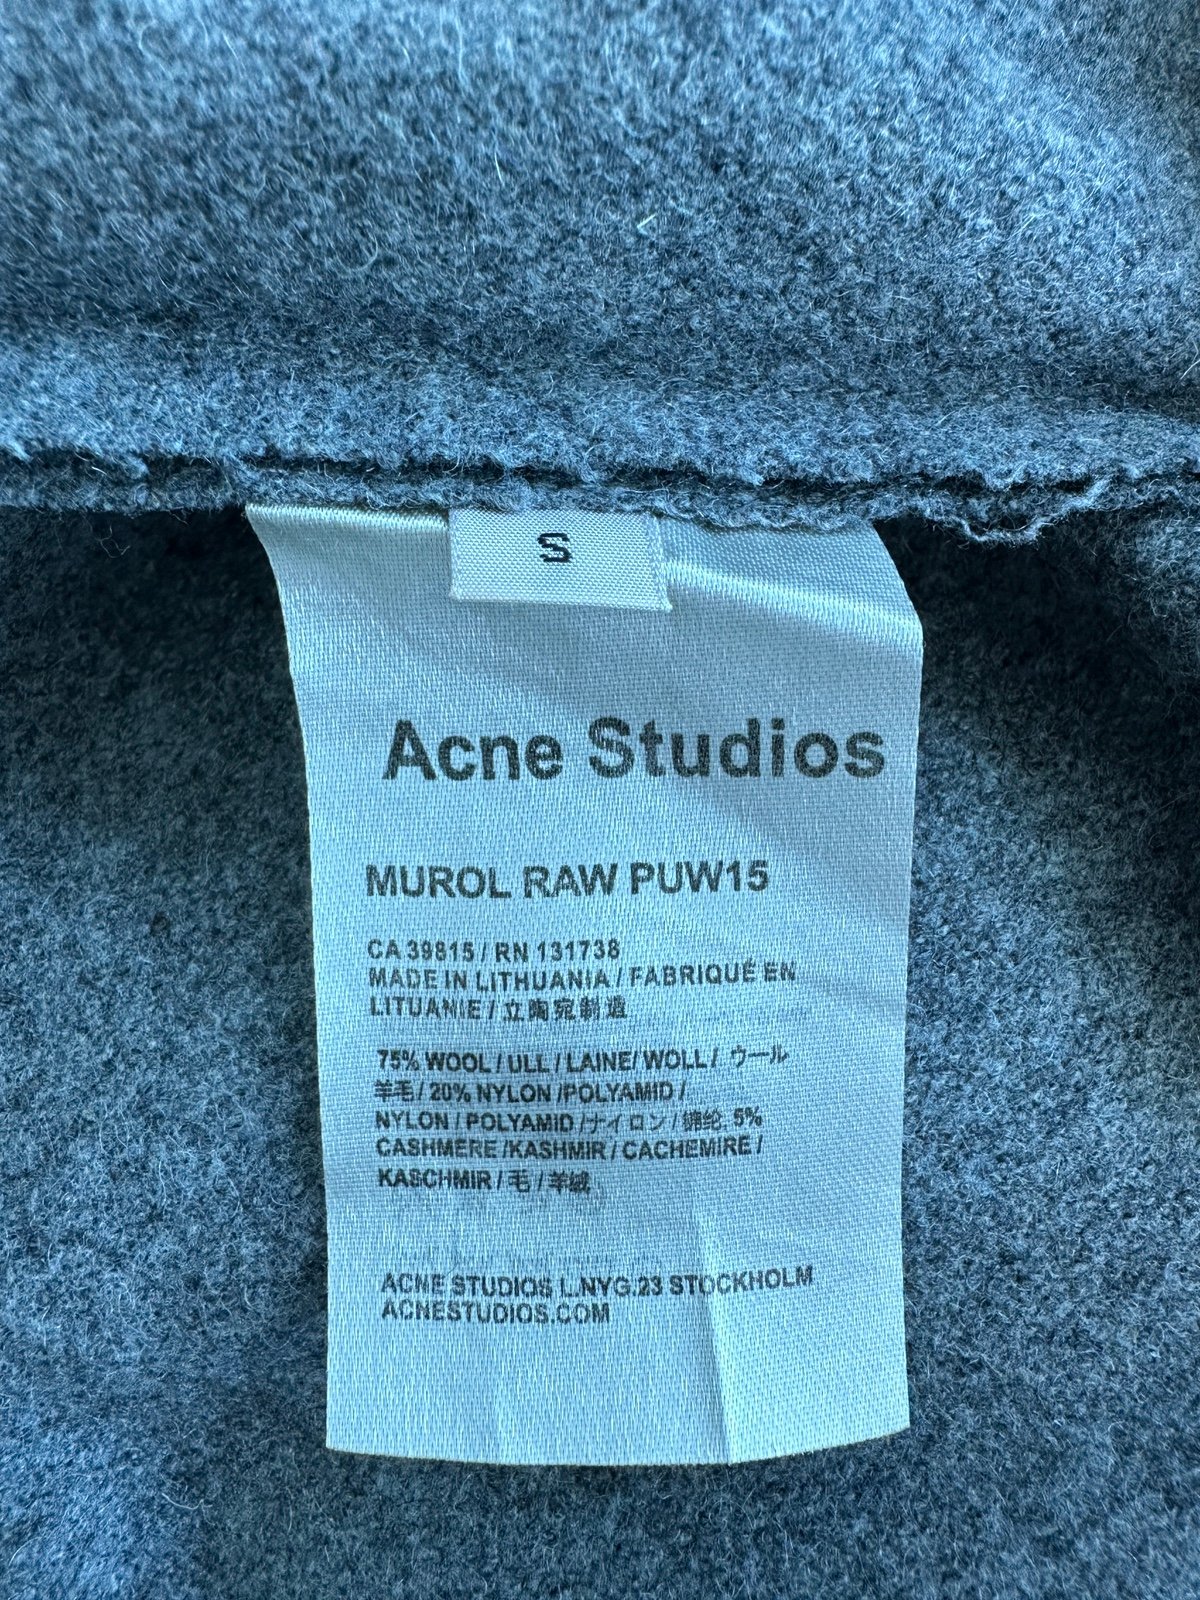 S
Acne Studios
MUROL RAW PUW15
CA 39815 / RN 131738
MADE IN LITHUANIA / FABRIQUÉ EN
LITUANIE / 立陶宛制造
75% WOOL / ULL / LAINE/ WOLL / ウール
羊毛 / 20% NYLON /POLYAMID /
NYLON / POLYAMID /ナイロン / 锦纶, 5%
CASHMERE /KASHMIR / CACHEMIRE /
KASCHMIR / 毛 / 羊绒
ACNE STUDIOS L.NYG.23 STOCKHOLM
ACNESTUDIOS.COM